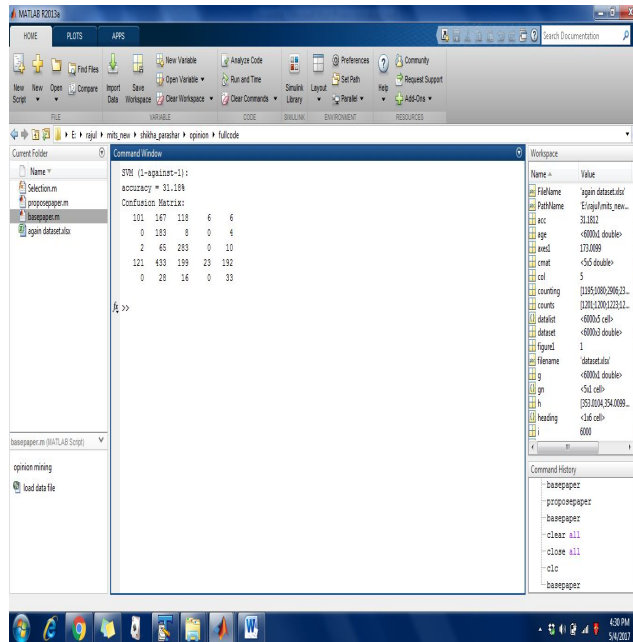 MATLAB R2013a
HOME PLOTS APPS
Search Documentation
New Script
New
Open
Find Files
Compare
Import Data
Save Workspace
New Variable
Open Variable
Clear Workspace
Analyze Code
Run and Time
Clear Commands
Simulink Library
Layout
Preferences
Set Path
Parallel
Help
Community
Request Support
Add-Ons
FILE VARIABLE CODE SIMULINK ENVIRONMENT RESOURCES
E: rajul mits_new shikha_parashar opinion fullcode
Current Folder
Name
Selection.m
proposepaper.m
basepaper.m
again dataset.xlsx
basepaper.m (MATLAB Script)
opinion mining
load data file
Command Window
SVM (1-against-1):
accuracy = 31.18%
Confusion Matrix:
101 167 118 6 6
0 183 8 0 4
2 65 283 0 10
121 433 199 23 192
0 28 16 0 33
fx >>
Workspace
Name Value
FileName 'again dataset.xlsx'
PathName 'E:\rajul\mits_new...
acc 31.1812
age <6000x1 double>
axes1 173.0099
cmat <5x5 double>
col 5
counting [1195;1080;2906;23...
counts [1201;1200;1223;12...
datalist <6000x5 cell>
dataset <6000x3 double>
figure1 1
filename 'dataset.xlsx'
g <6000x1 double>
gn <5x1 cell>
h [353.0104,354.0099...
heading <1x6 cell>
i 6000
Command History
basepaper
proposepaper
basepaper
clear all
close all
clc
basepaper
4:30 PM
5/4/2017